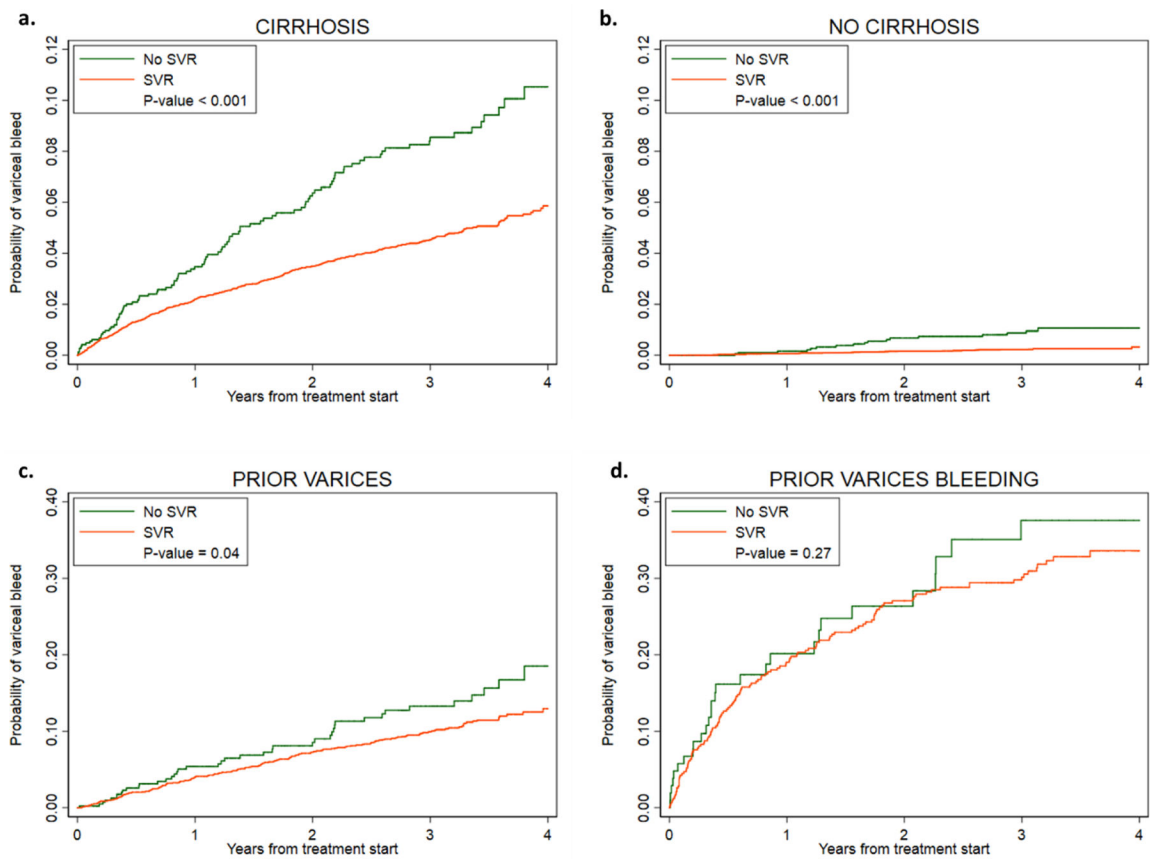 a.
CIRRHOSIS
No SVR
SVR
P-value < 0.001
Probability of variceal bleed
0.12
0.10
0.08
0.06
0.04
0.02
0.00
0 1 2 3 4
Years from treatment start
b.
NO CIRRHOSIS
No SVR
SVR
P-value < 0.001
Probability of variceal bleed
0.12
0.10
0.08
0.06
0.04
0.02
0.00
0 1 2 3 4
Years from treatment start
c.
PRIOR VARICES
No SVR
SVR
P-value = 0.04
Probability of variceal bleed
0.40
0.30
0.20
0.10
0.00
0 1 2 3 4
Years from treatment start
d.
PRIOR VARICES BLEEDING
No SVR
SVR
P-value = 0.27
Probability of variceal bleed
0.40
0.30
0.20
0.10
0.00
0 1 2 3 4
Years from treatment start